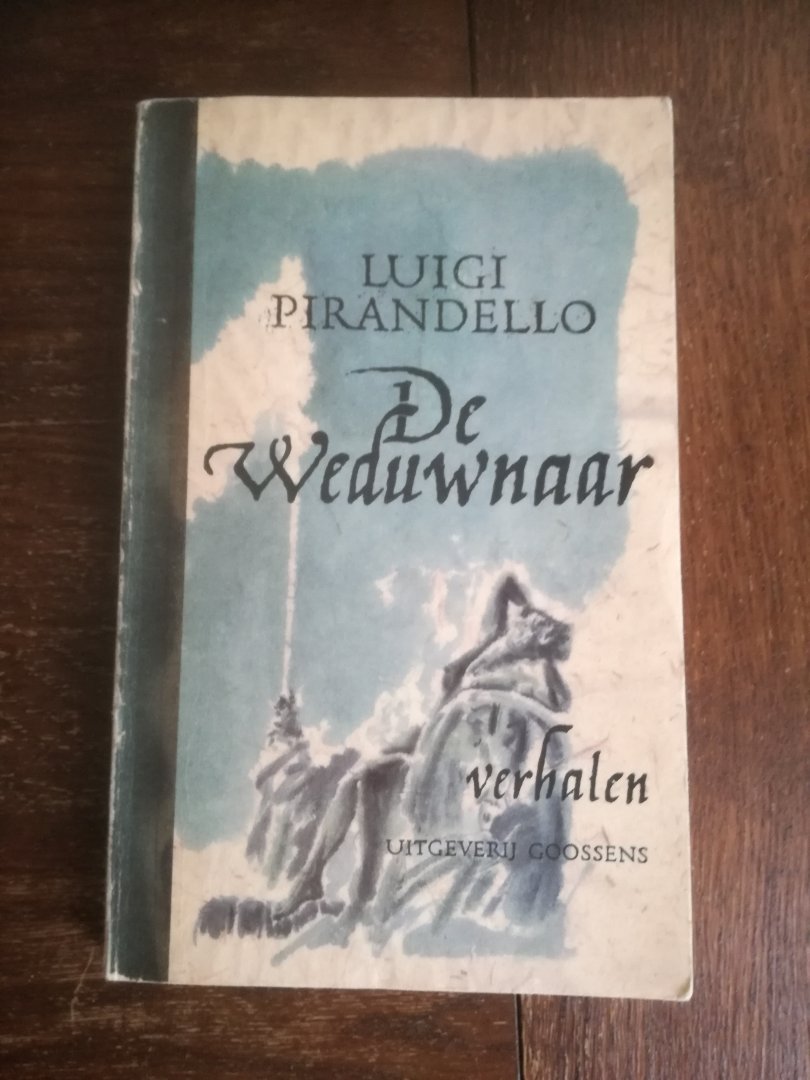 LUIGI
PIRANDELLO
De
Weduwnaar
verhalen
UITGEVERIJ GOOSSENS